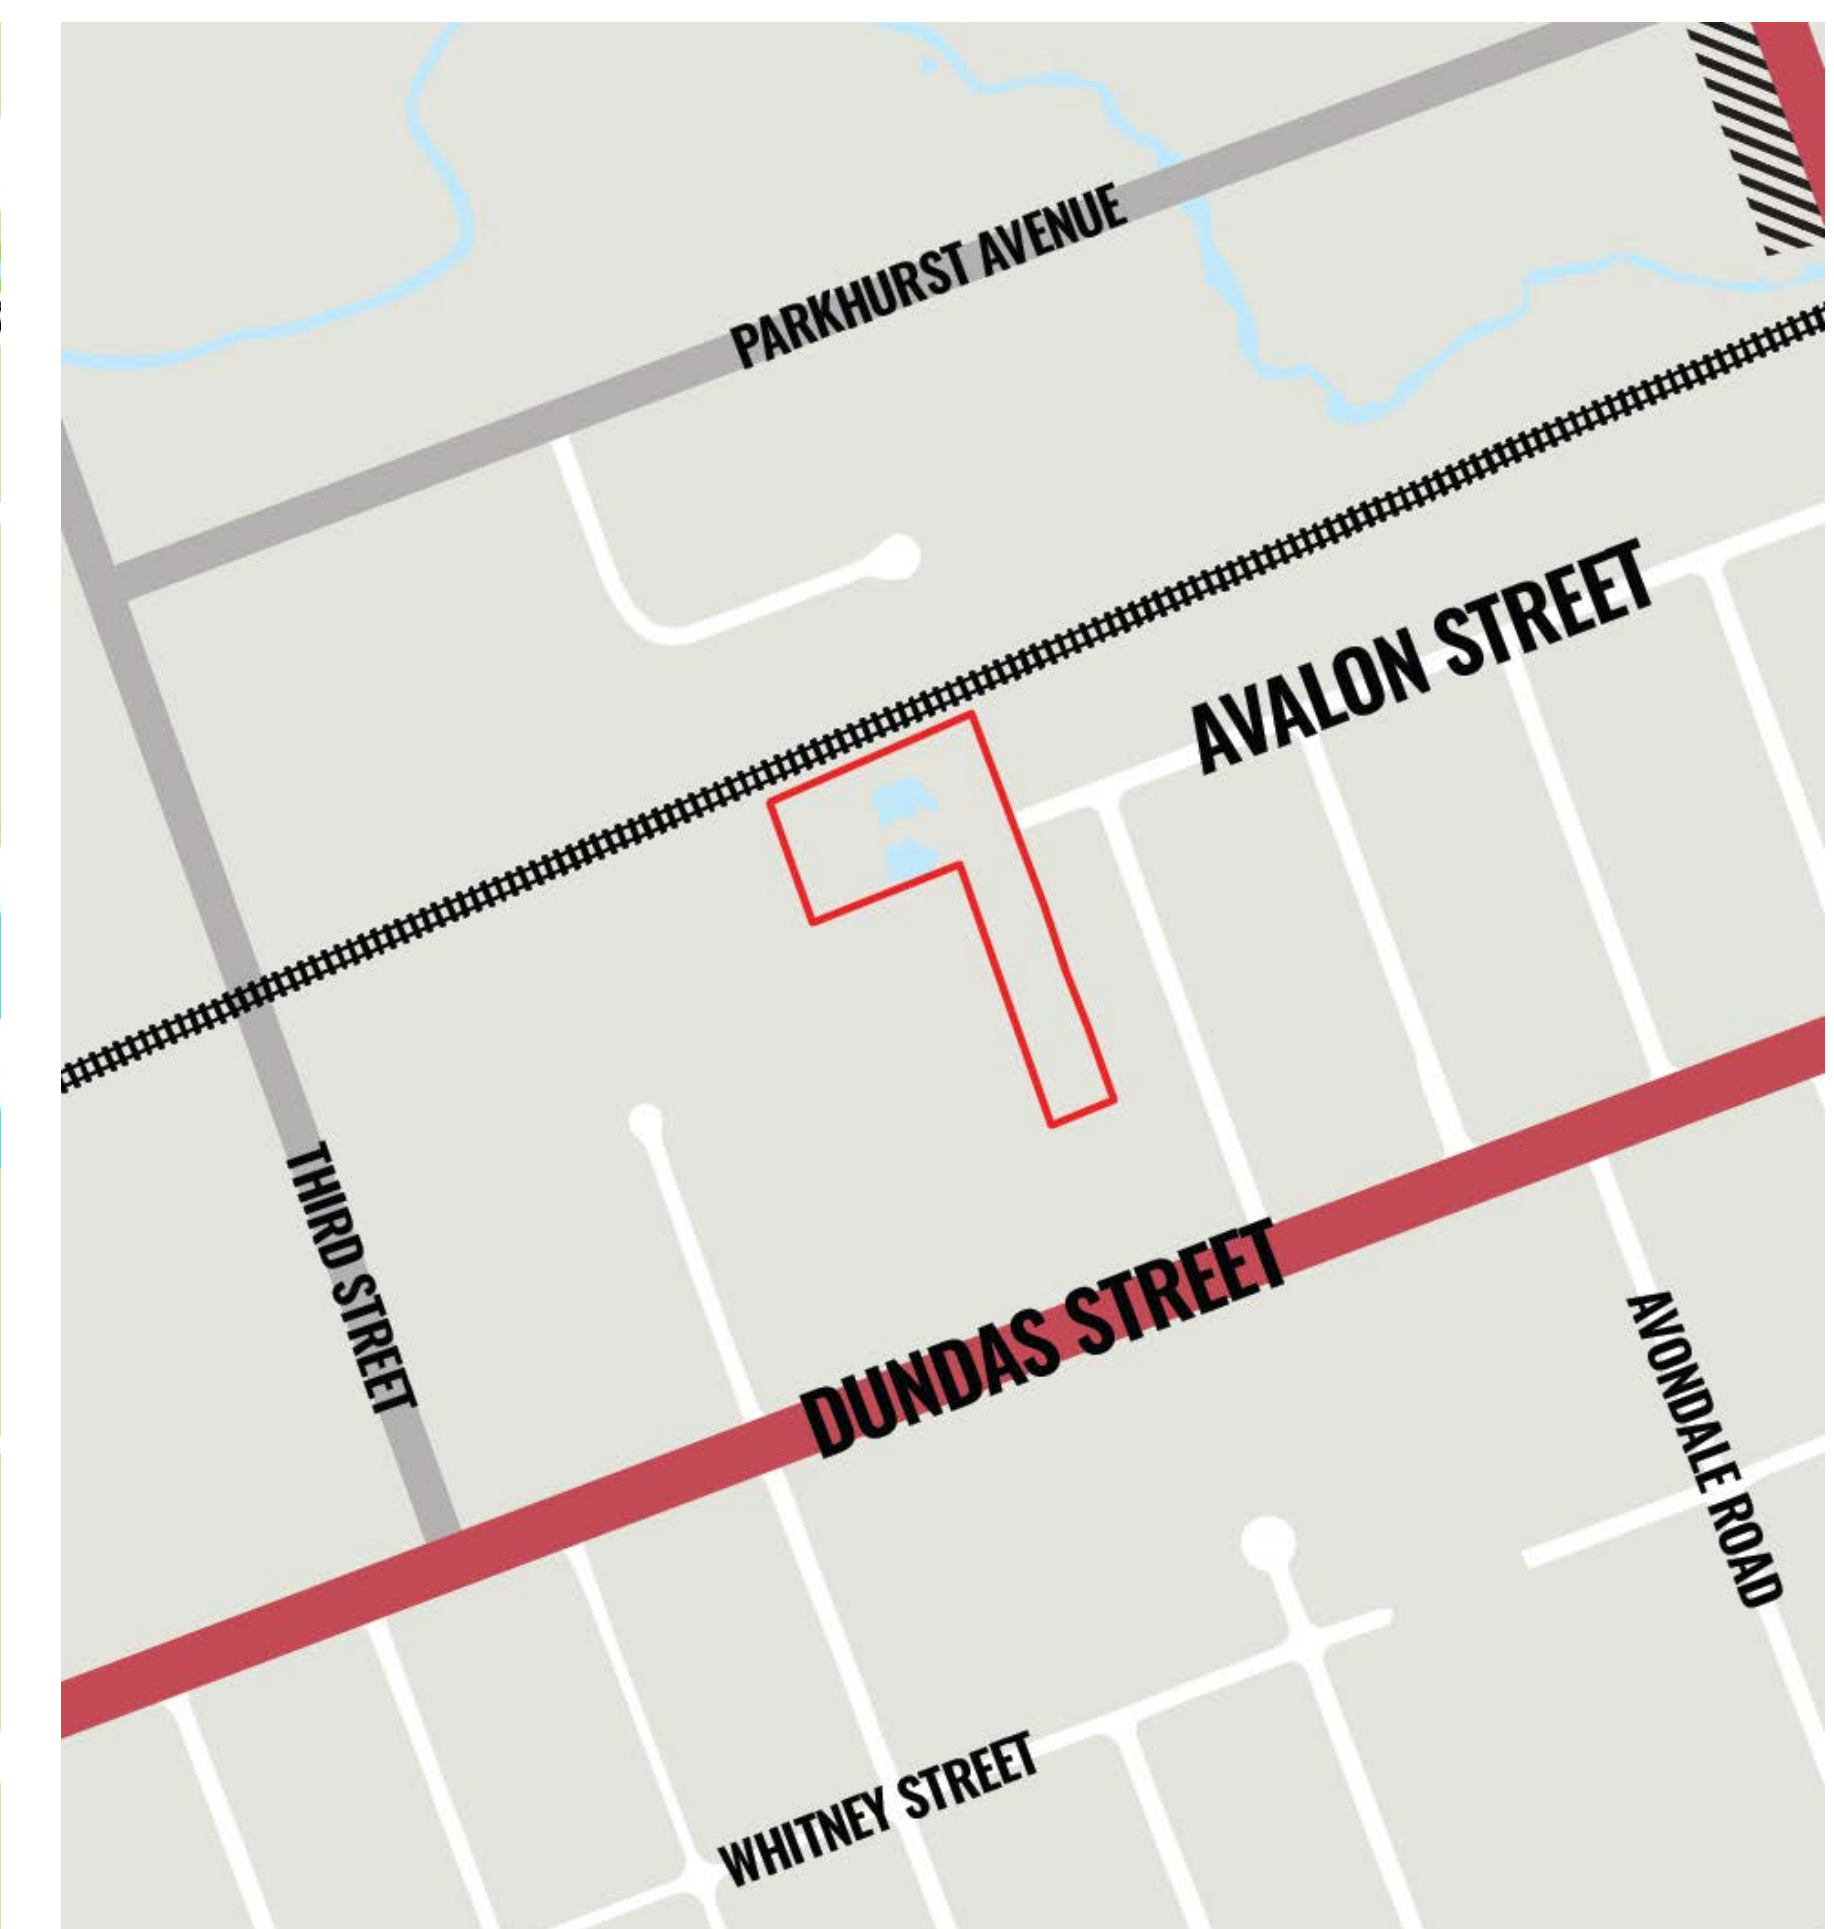 PARKHURST AVENUE
AVALON STREET
THIRD STREET
DUNDAS STREET
AVONDALE ROAD
WHITNEY STREET